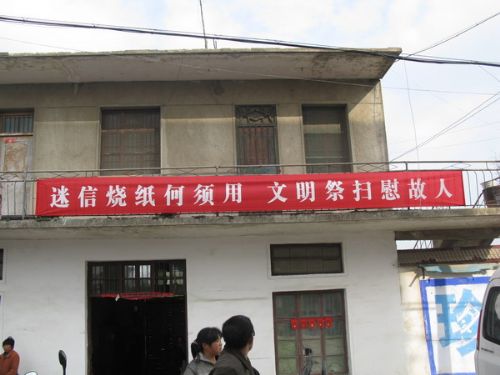 迷信烧纸何须用 文明祭扫慰故人
珍